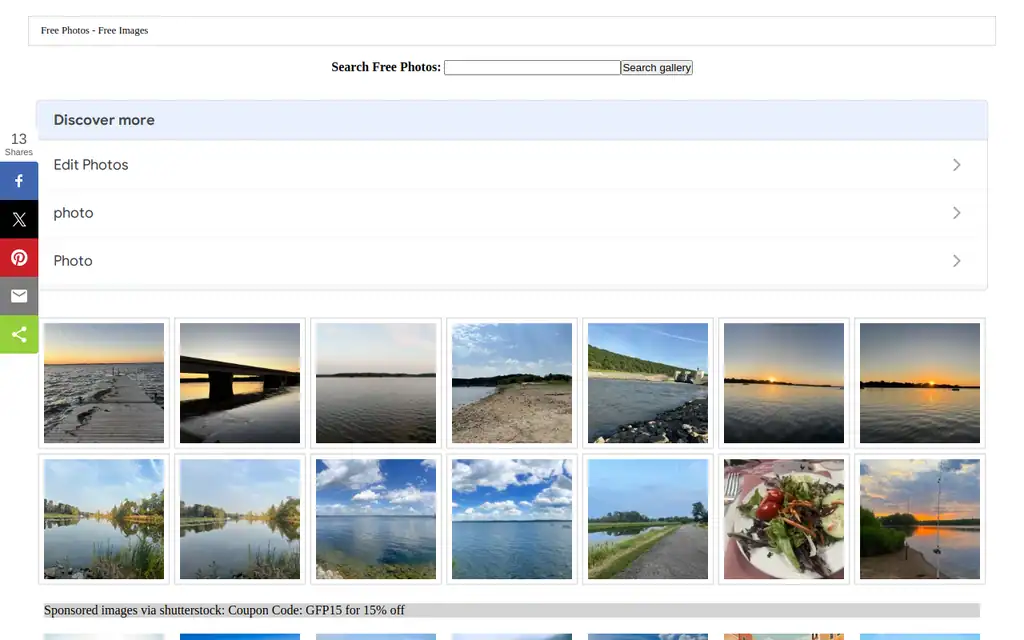 Free Photos - Free Images
Search Free Photos: Search gallery
Discover more
Edit Photos
photo
Photo
13
Shares
Sponsored images via shutterstock: Coupon Code: GFP15 for 15% off